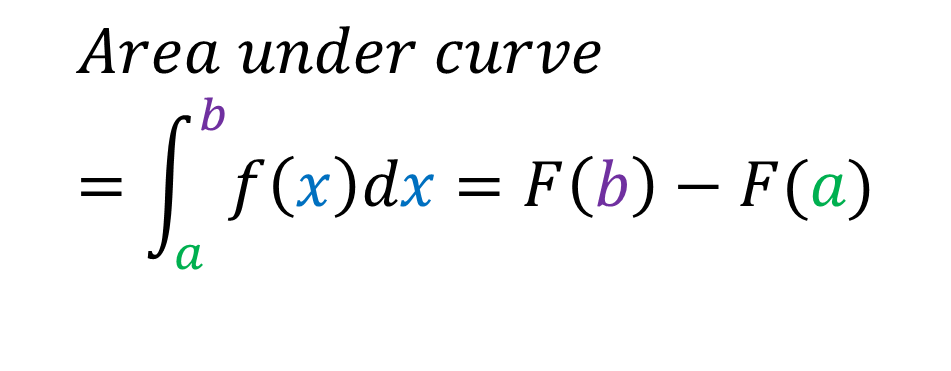 Area under curve
= ∫ₐᵇ f(x)dx = F(b) − F(a)